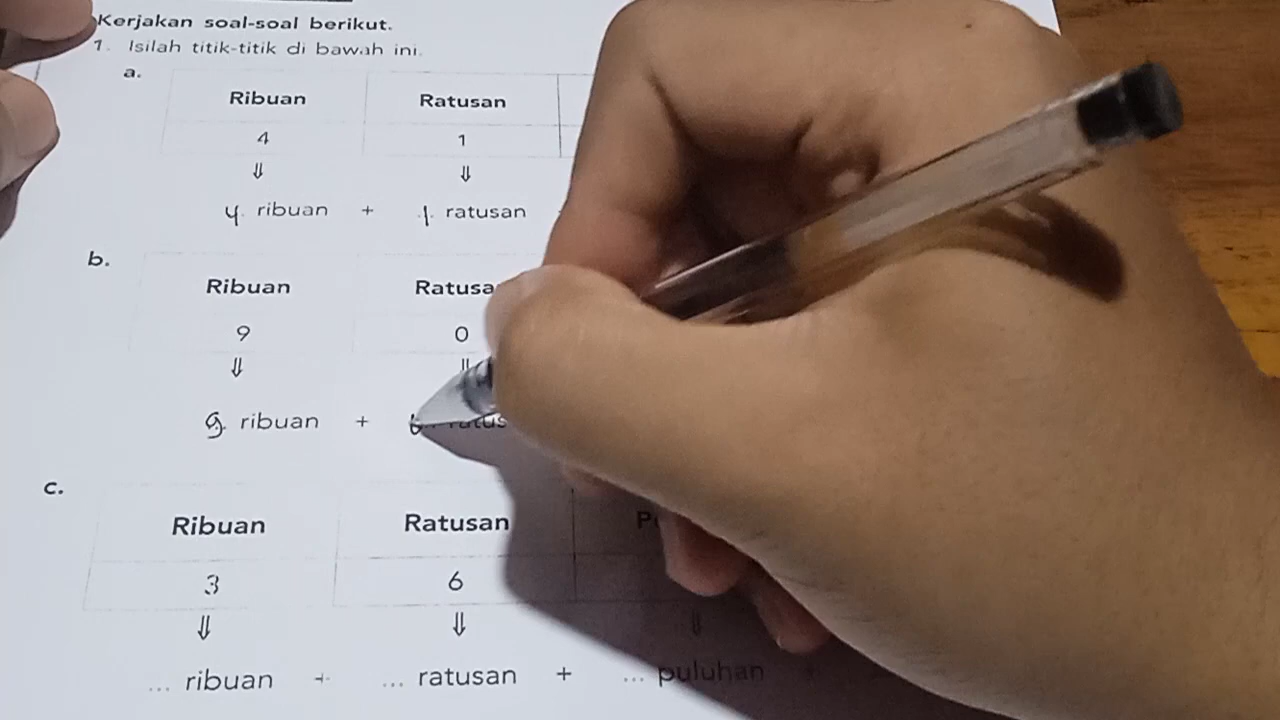 Kerjakan soal-soal berikut.
1. Isilah titik-titik di bawah ini.
a.
Ribuan Ratusan
4 1
⇓ ⇓
4 ribuan + 1 ratusan
b.
Ribuan Ratusa
9 0
⇓
9 ribuan +
c.
Ribuan Ratusan
3 6
⇓ ⇓ ⇓
... ribuan + ... ratusan + ... puluhan